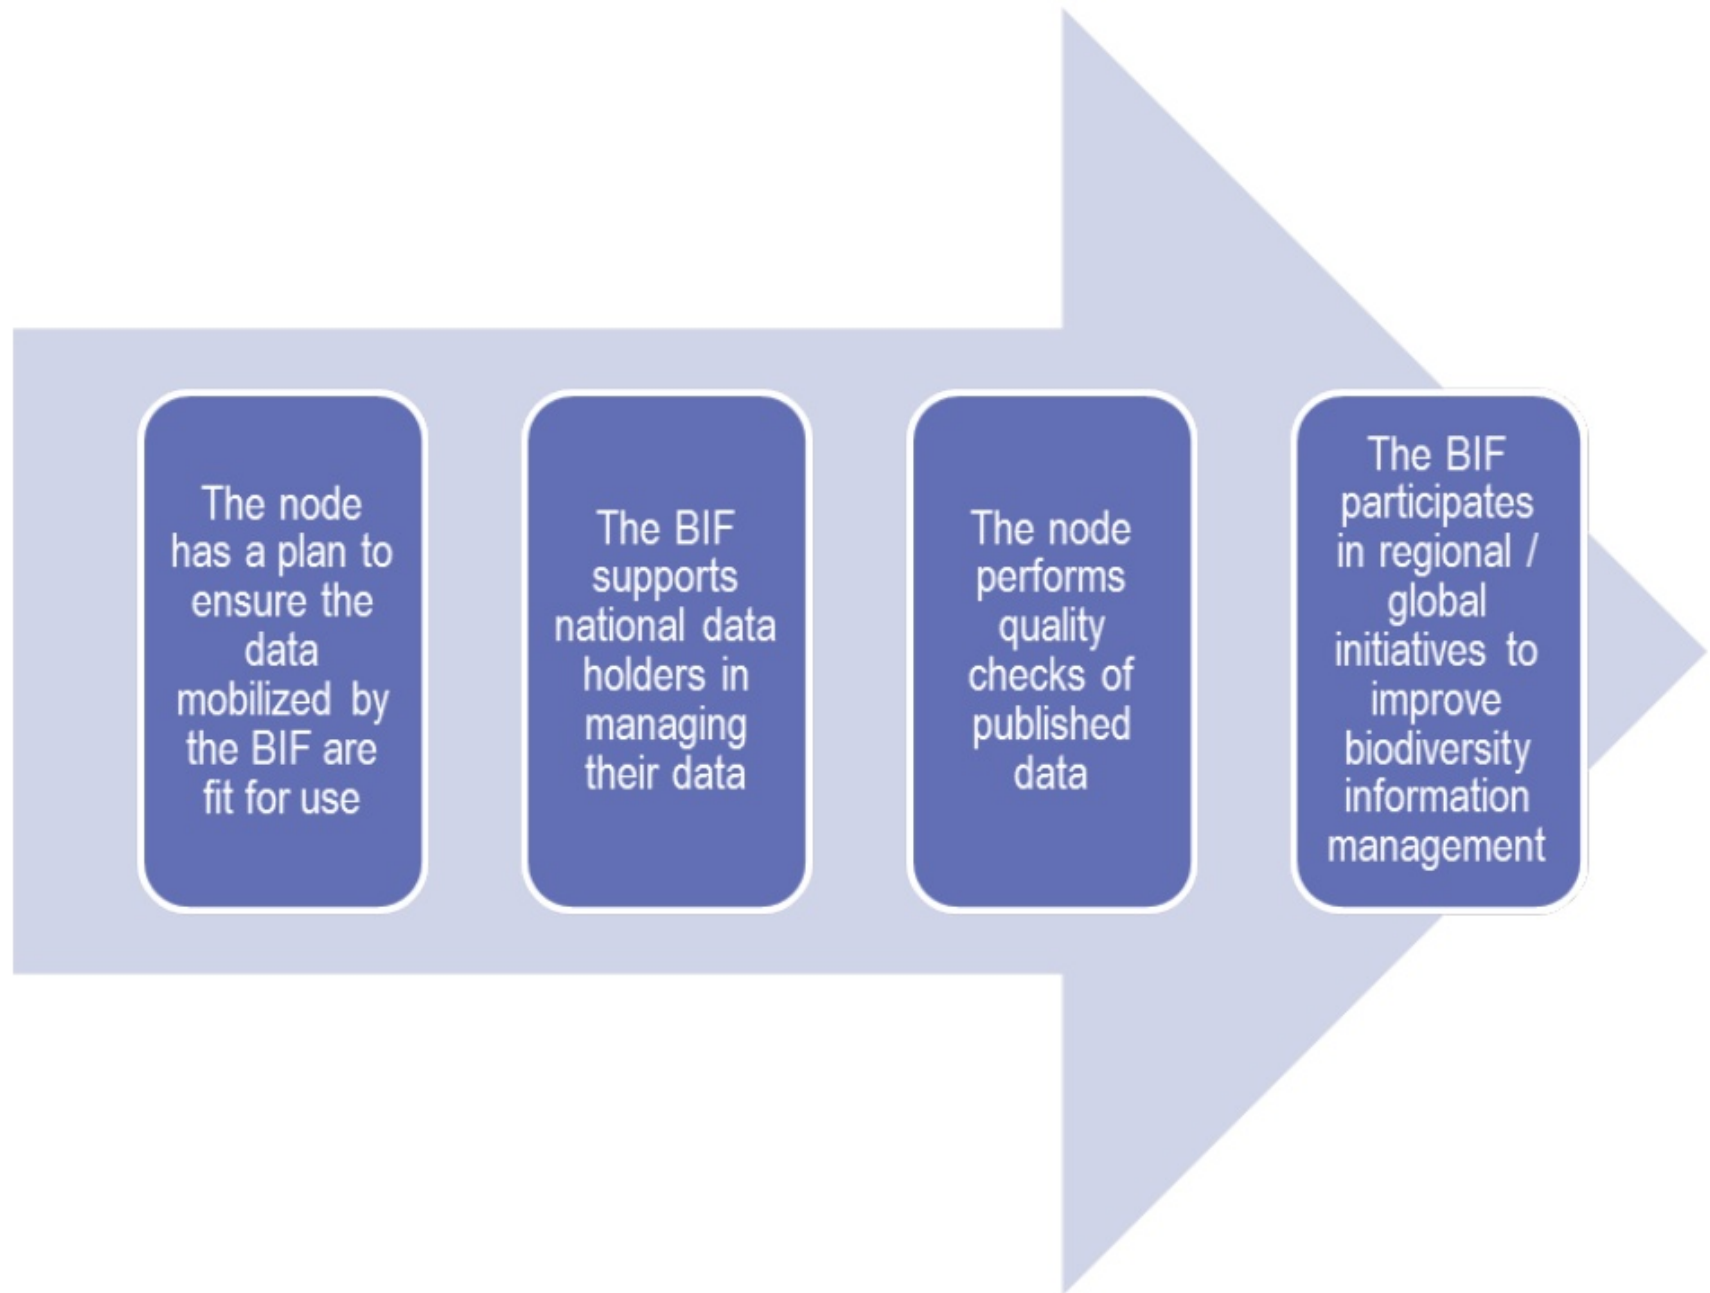 The node
has a plan to
ensure the
data
mobilized by
the BIF are
fit for use
The BIF
supports
national data
holders in
managing
their data
The node
performs
quality
checks of
published
data
The BIF
participates
in regional /
global
initiatives to
improve
biodiversity
information
management